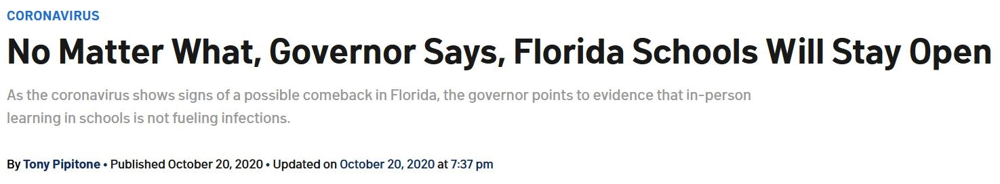 CORONAVIRUS
No Matter What, Governor Says, Florida Schools Will Stay Open
As the coronavirus shows signs of a possible comeback in Florida, the governor points to evidence that in-person
learning in schools is not fueling infections.
By Tony Pipitone • Published October 20, 2020 • Updated on October 20, 2020 at 7:37 pm